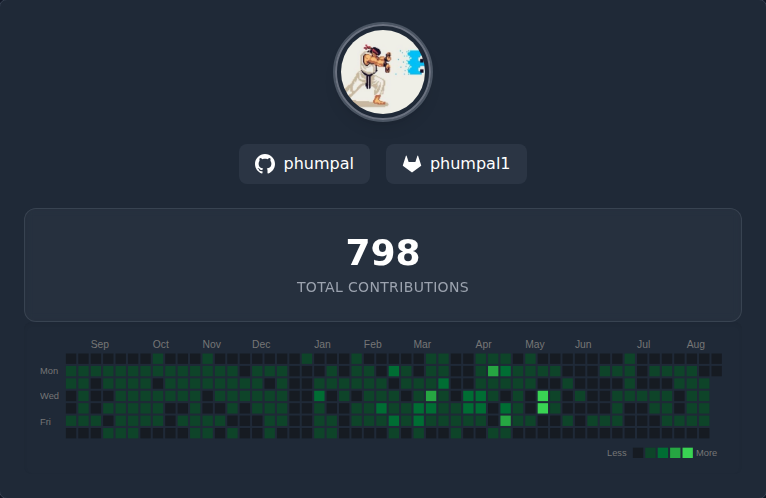 phumpal phumpal1
798
TOTAL CONTRIBUTIONS
Sep Oct Nov Dec Jan Feb Mar Apr May Jun Jul Aug
Mon
Wed
Fri
Less More